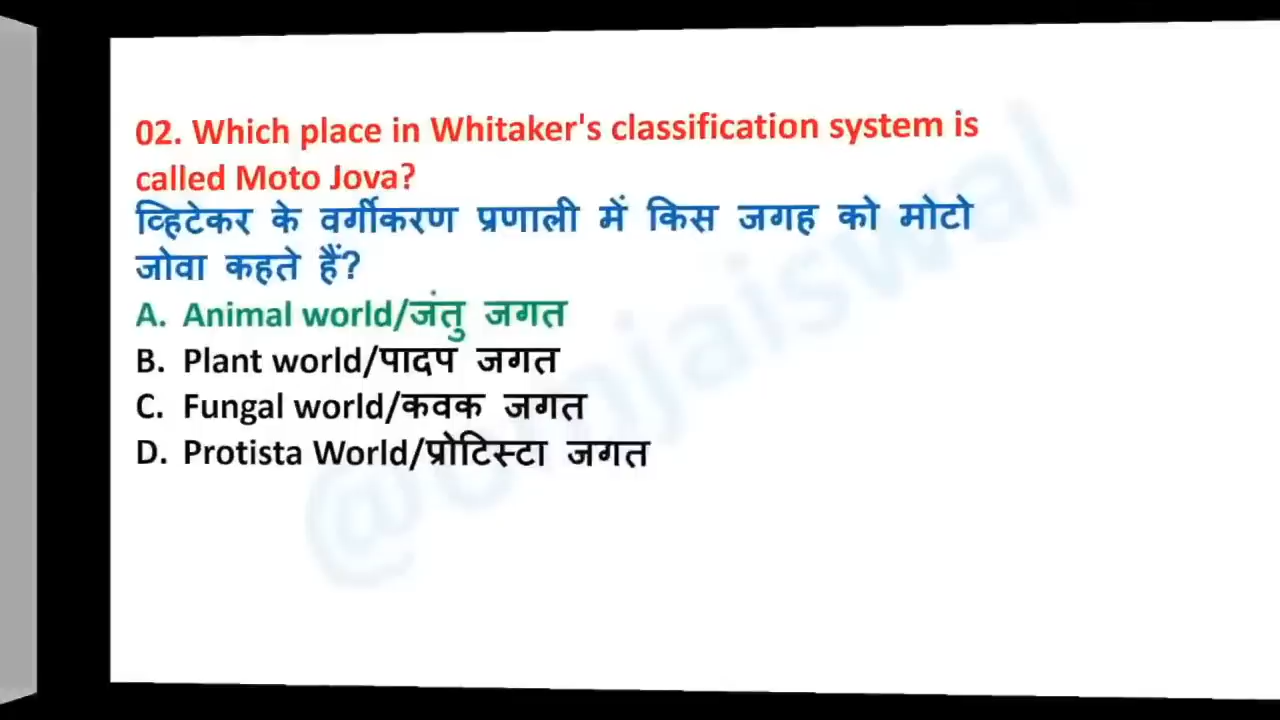 02. Which place in Whitaker's classification system is
called Moto Jova?
व्हिटेकर के वर्गीकरण प्रणाली में किस जगह को मोटो
जोवा कहते हैं?
A. Animal world/जंतु जगत
B. Plant world/पादप जगत
C. Fungal world/कवक जगत
D. Protista World/प्रोटिस्टा जगत